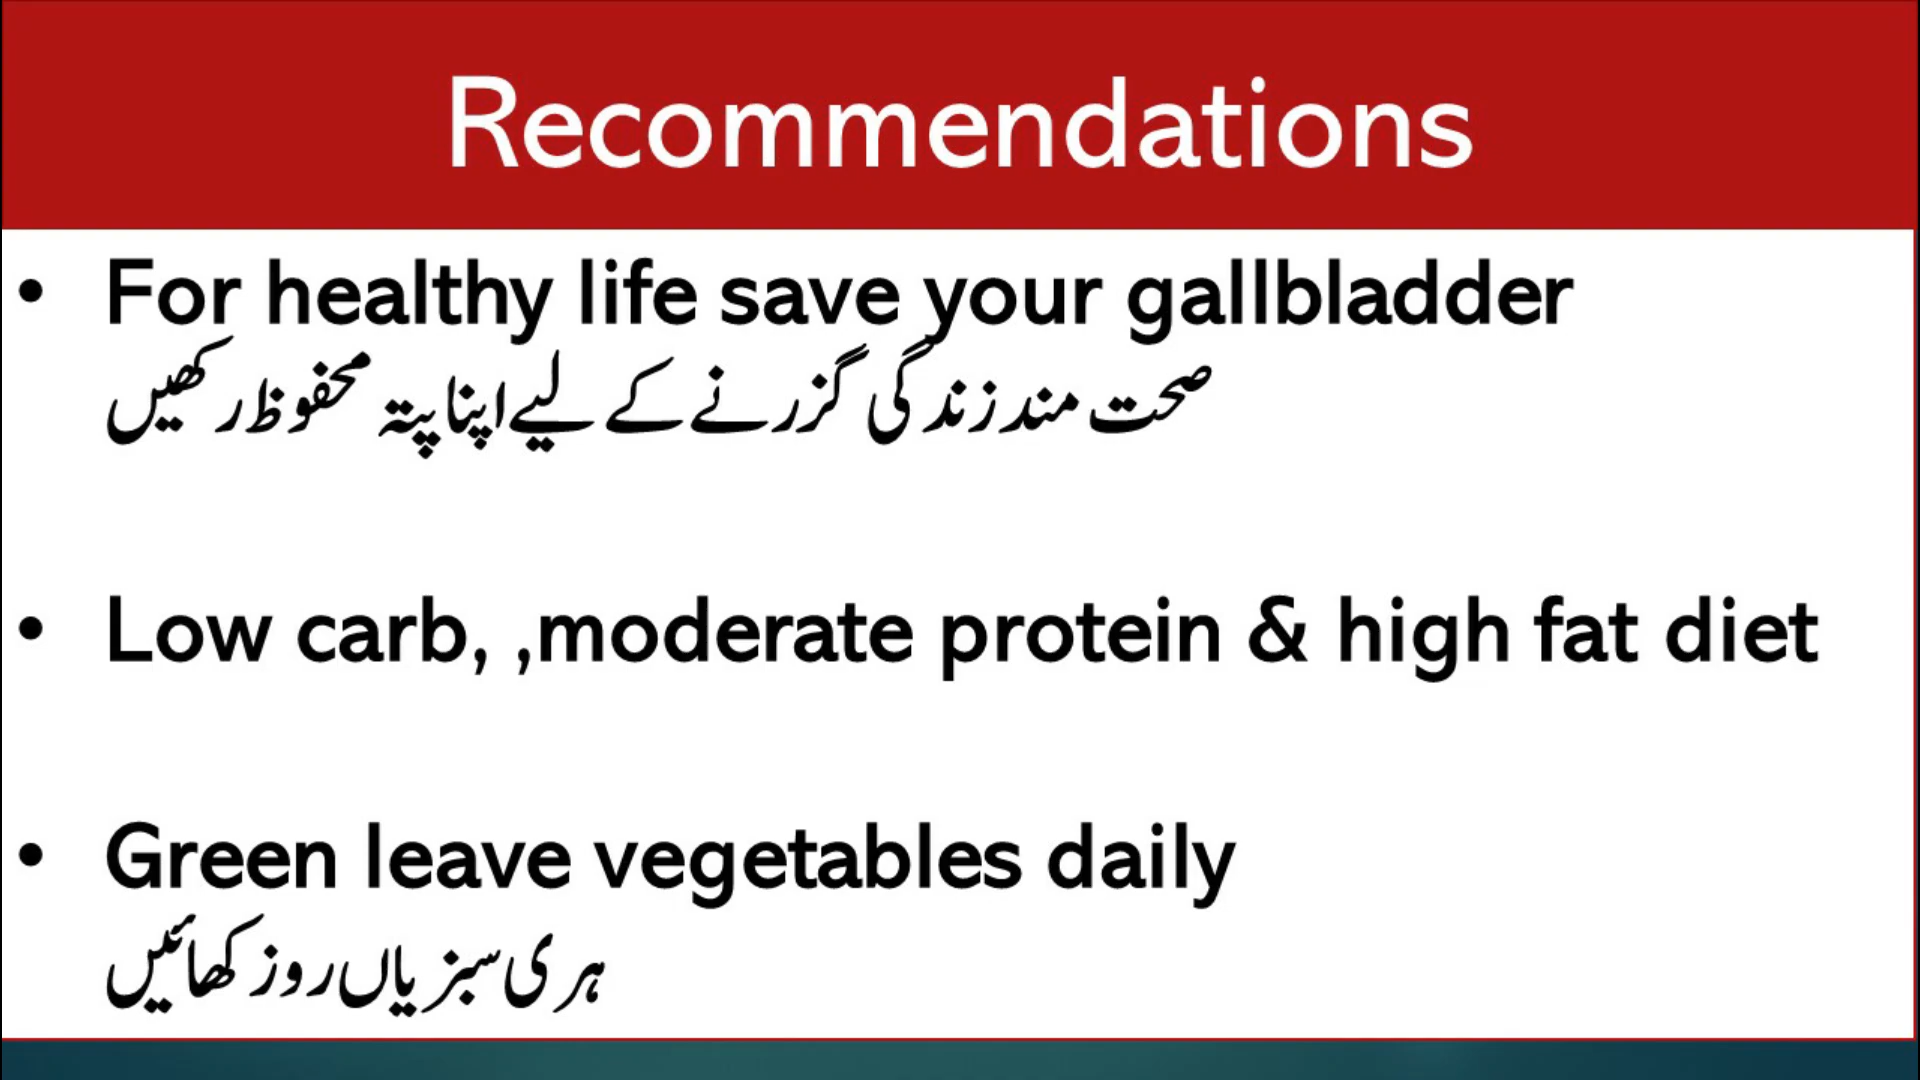 Recommendations
• For healthy life save your gallbladder
صحت مند زندگی گزرنے کے لیے اپنا پتہ محفوظ رکھیں
• Low carb, ,moderate protein & high fat diet
• Green leave vegetables daily
ہری سبزیاں روز کھائیں